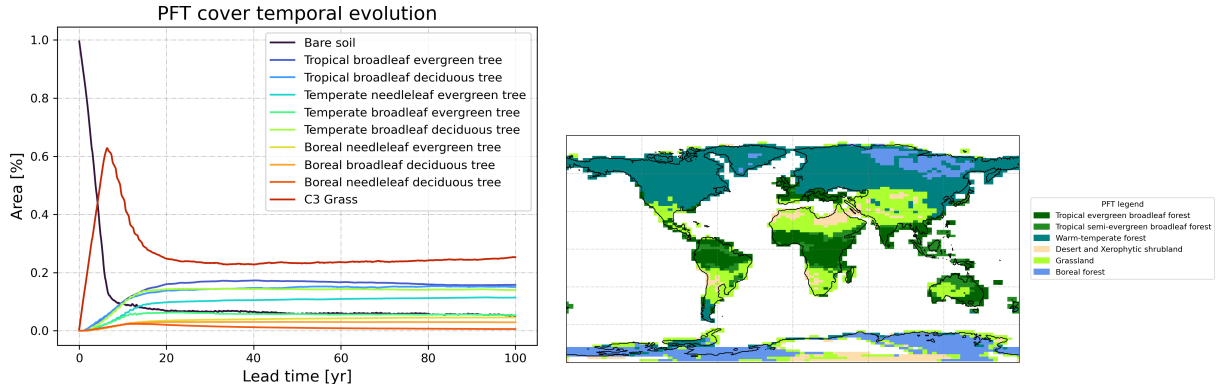 PFT cover temporal evolution
1.0
0.8
0.6
0.4
0.2
0.0
Area [%]
0
20
40
60
80
100
Lead time [yr]
Bare soil
Tropical broadleaf evergreen tree
Tropical broadleaf deciduous tree
Temperate needleleaf evergreen tree
Temperate broadleaf evergreen tree
Temperate broadleaf deciduous tree
Boreal needleleaf evergreen tree
Boreal broadleaf deciduous tree
Boreal needleleaf deciduous tree
C3 Grass
PFT legend
Tropical evergreen broadleaf forest
Tropical semi-evergreen broadleaf forest
Warm-temperate forest
Desert and Xerophytic shrubland
Grassland
Boreal forest